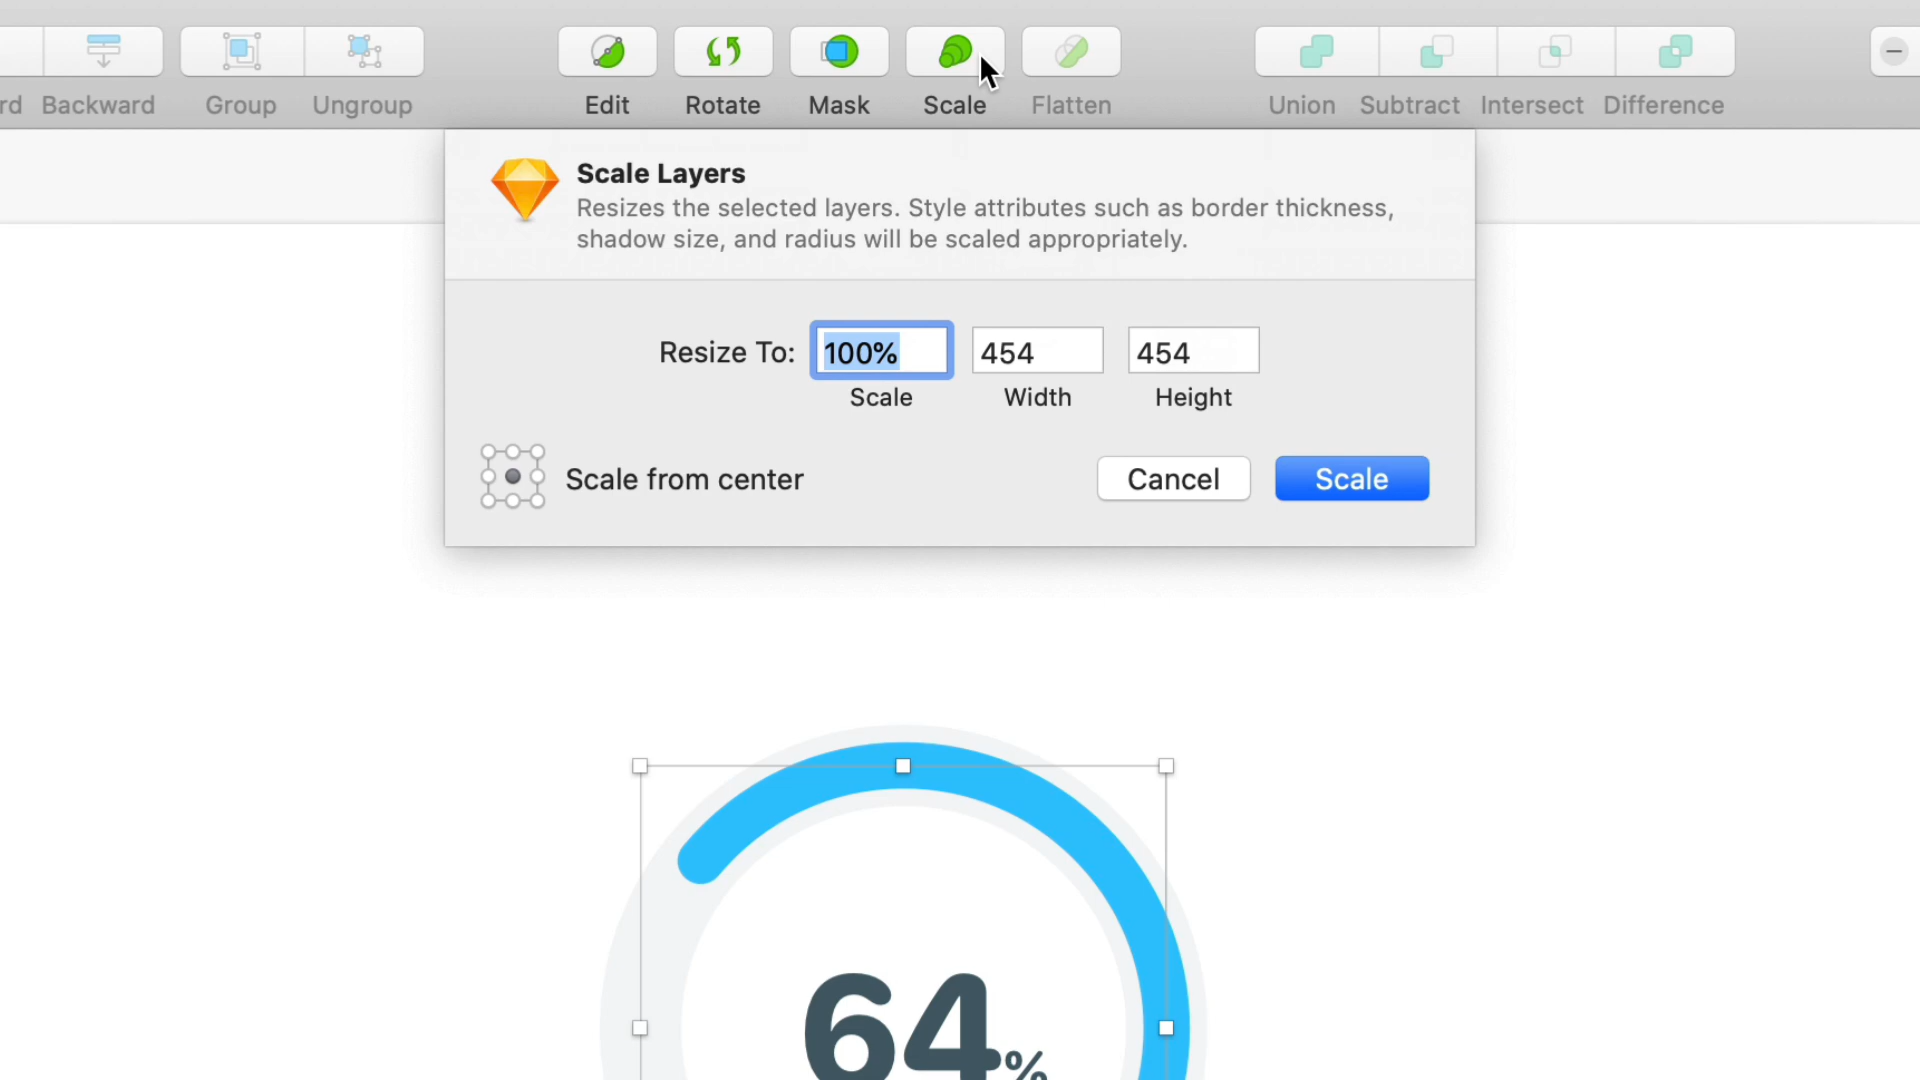 rd Backward Group Ungroup Edit Rotate Mask Scale Flatten Union Subtract Intersect Difference
Scale Layers
Resizes the selected layers. Style attributes such as border thickness,
shadow size, and radius will be scaled appropriately.
Resize To: 100% 454 454
Scale Width Height
Scale from center Cancel Scale
64%